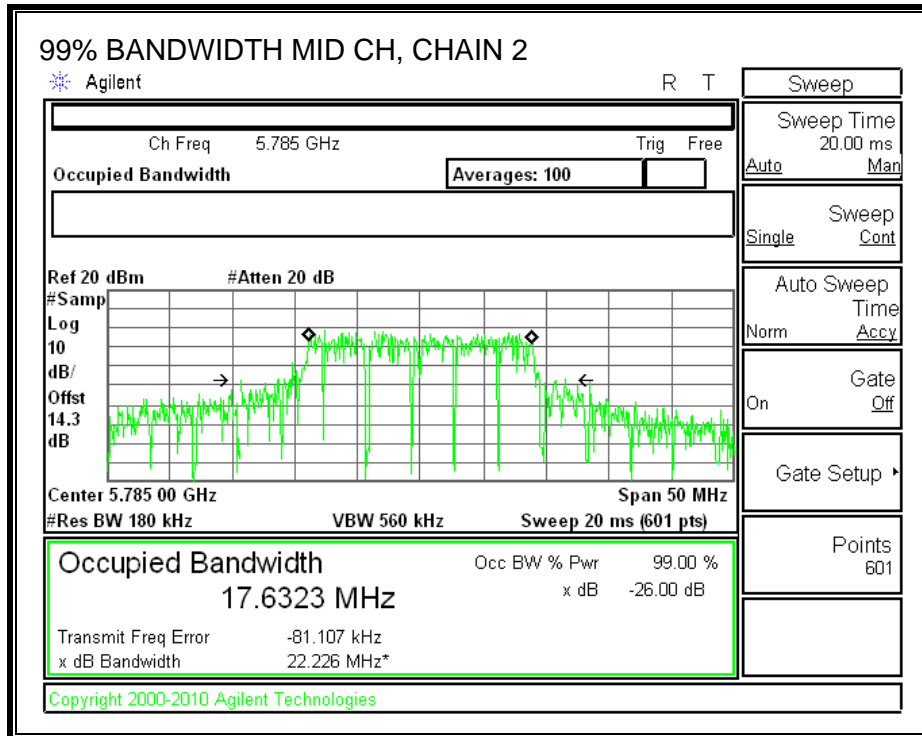 99% BANDWIDTH MID CH, CHAIN 2
Agilent R T
Ch Freq 5.785 GHz Trig Free
Occupied Bandwidth Averages: 100
Ref 20 dBm #Atten 20 dB
#Samp
Log
10
dB/
Offst
14.3
dB
Center 5.785 00 GHz Span 50 MHz
#Res BW 180 kHz VBW 560 kHz Sweep 20 ms (601 pts)
Occupied Bandwidth Occ BW % Pwr 99.00 %
17.6323 MHz x dB -26.00 dB
Transmit Freq Error -81.107 kHz
x dB Bandwidth 22.226 MHz*
Copyright 2000-2010 Agilent Technologies
Sweep
Sweep Time
20.00 ms
Auto Man
Sweep
Single Cont
Auto Sweep
Time
Norm Accy
Gate
On Off
Gate Setup
Points
601